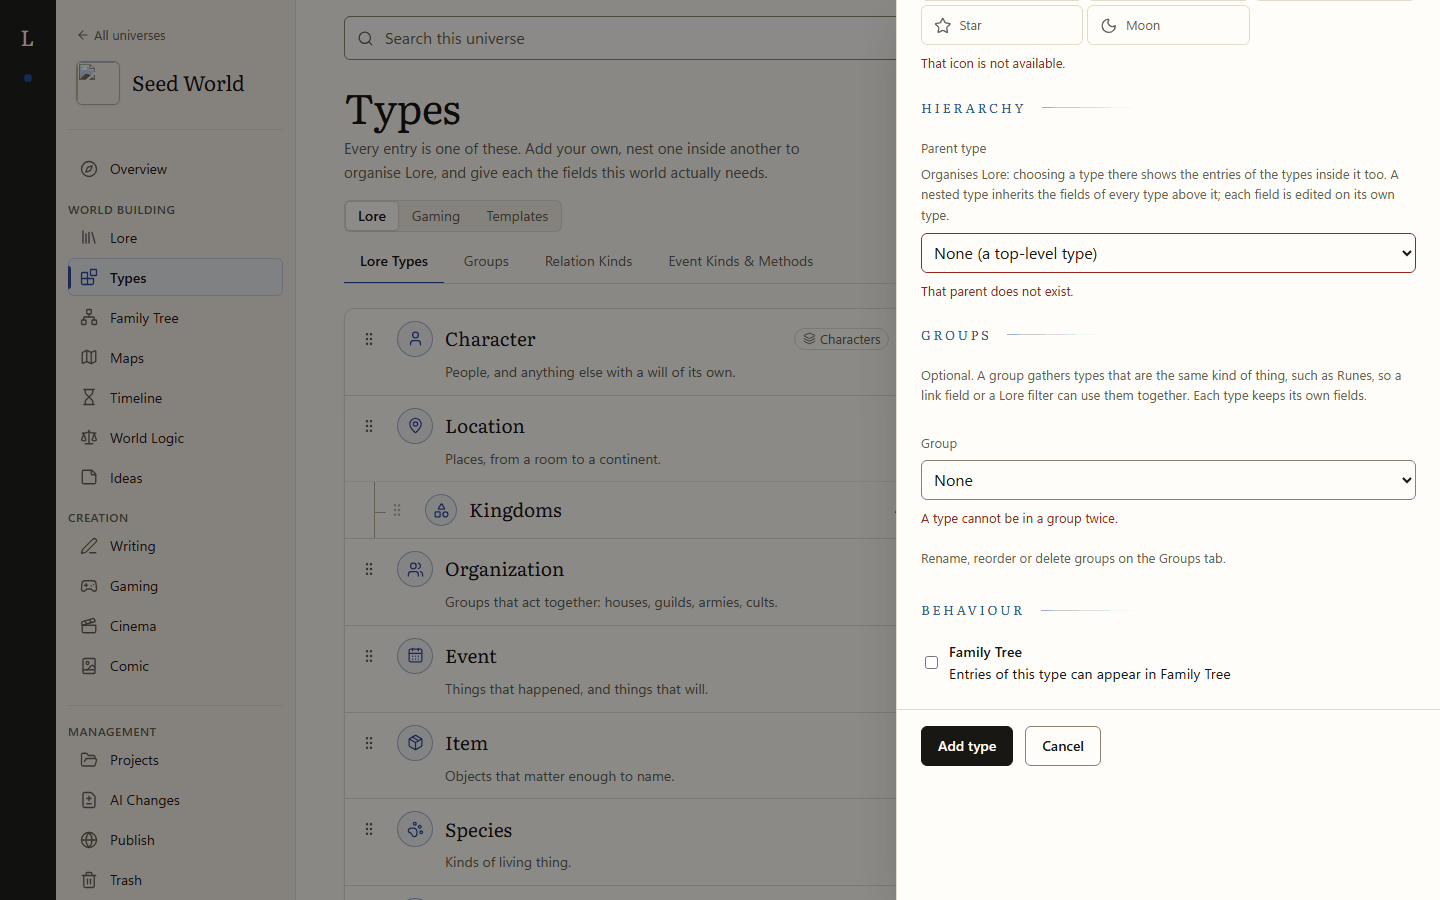 L
All universes
Seed World
Overview
WORLD BUILDING
Lore
Types
Family Tree
Maps
Timeline
World Logic
Ideas
CREATION
Writing
Gaming
Cinema
Comic
MANAGEMENT
Projects
AI Changes
Publish
Trash
Search this universe
Types
Every entry is one of these. Add your own, nest one inside another to
organise Lore, and give each the fields this world actually needs.
Lore Gaming Templates
Lore Types Groups Relation Kinds Event Kinds & Methods
Character Characters
People, and anything else with a will of its own.
Location
Places, from a room to a continent.
Kingdoms
Organization
Groups that act together: houses, guilds, armies, cults.
Event
Things that happened, and things that will.
Item
Objects that matter enough to name.
Species
Kinds of living thing.
Star Moon
That icon is not available.
HIERARCHY
Parent type
Organises Lore: choosing a type there shows the entries of the types inside it too. A
nested type inherits the fields of every type above it; each field is edited on its own
type.
None (a top-level type)
That parent does not exist.
GROUPS
Optional. A group gathers types that are the same kind of thing, such as Runes, so a
link field or a Lore filter can use them together. Each type keeps its own fields.
Group
None
A type cannot be in a group twice.
Rename, reorder or delete groups on the Groups tab.
BEHAVIOUR
Family Tree
Entries of this type can appear in Family Tree
Add type Cancel